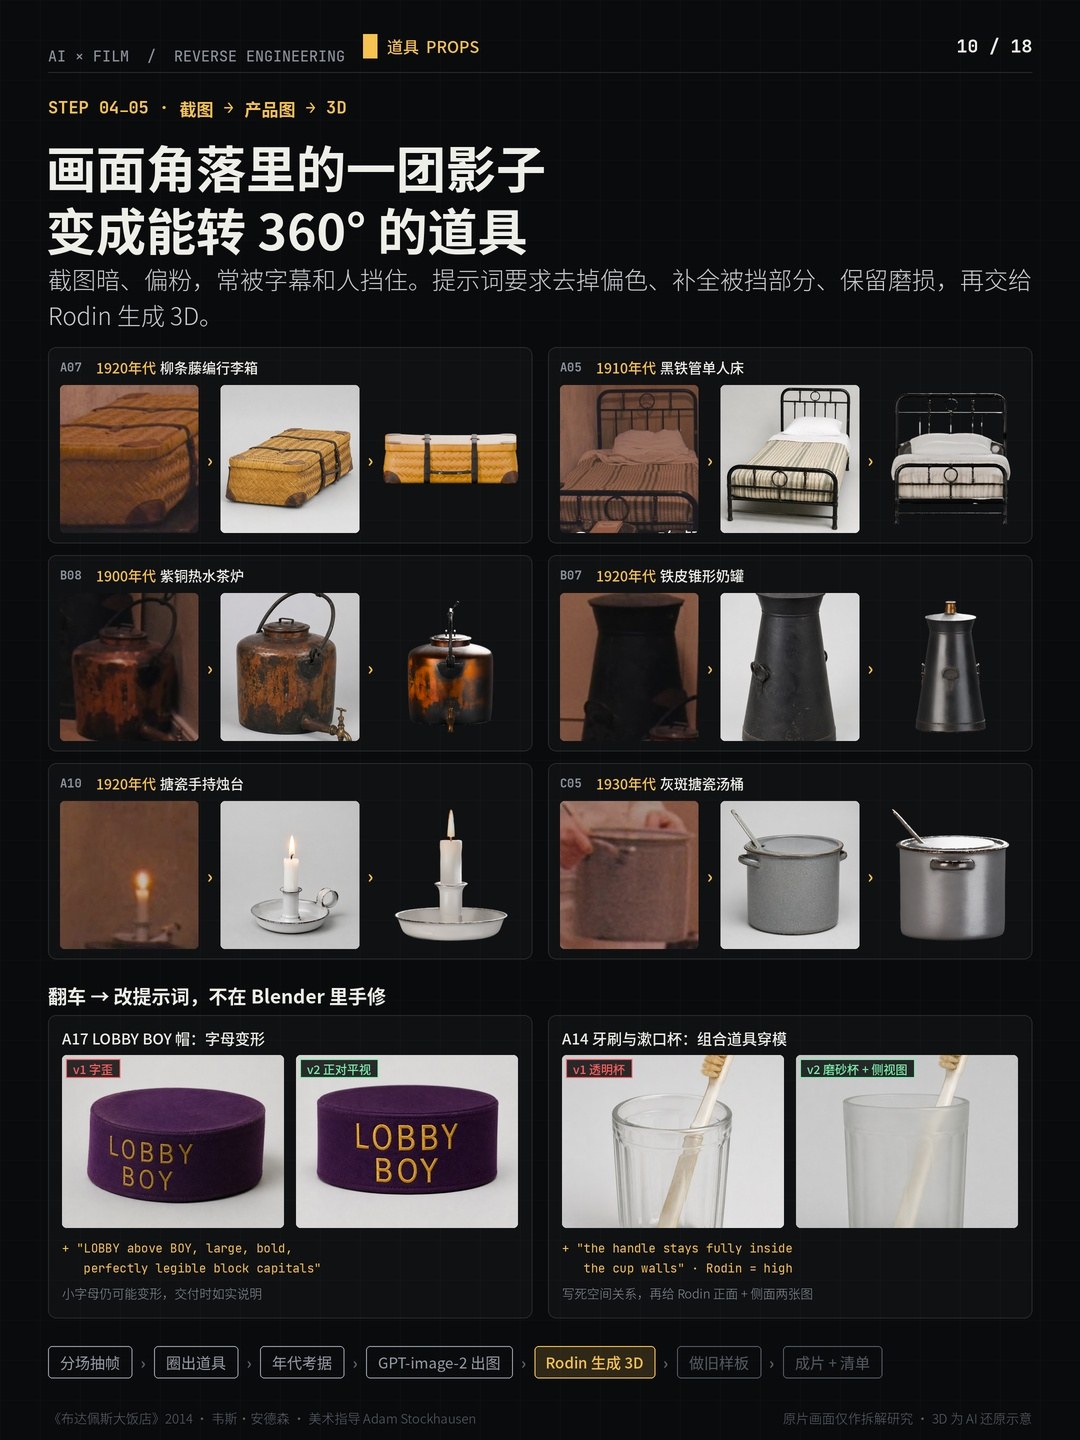 AI × FILM / REVERSE ENGINEERING 道具 PROPS 10 / 18
STEP 04–05 · 截图 → 产品图 → 3D
画面角落里的一团影子
变成能转 360° 的道具
截图暗、偏粉，常被字幕和人挡住。提示词要求去掉偏色、补全被挡部分、保留磨损，再交给
Rodin 生成 3D。
A07 1920年代 柳条藤编行李箱
A05 1910年代 黑铁管单人床
› ›
› ›
B08 1900年代 紫铜热水茶炉
B07 1920年代 铁皮锥形奶罐
› ›
› ›
A10 1920年代 搪瓷手持烛台
C05 1930年代 灰斑搪瓷汤桶
› ›
› ›
翻车 → 改提示词，不在 Blender 里手修
A17 LOBBY BOY 帽：字母变形
v1 字歪
LOBBY
BOY
v2 正对平视
LOBBY
BOY
+ "LOBBY above BOY, large, bold,
perfectly legible block capitals"
小字母仍可能变形，交付时如实说明
A14 牙刷与漱口杯：组合道具穿模
v1 透明杯
v2 磨砂杯 + 侧视图
+ "the handle stays fully inside
the cup walls" · Rodin = high
写死空间关系，再给 Rodin 正面 + 侧面两张图
分场抽帧 › 圈出道具 › 年代考据 › GPT-image-2 出图 › Rodin 生成 3D › 做旧样板 › 成片 + 清单
《布达佩斯大饭店》2014 · 韦斯·安德森 · 美术指导 Adam Stockhausen
原片画面仅作拆解研究 · 3D 为 AI 还原示意